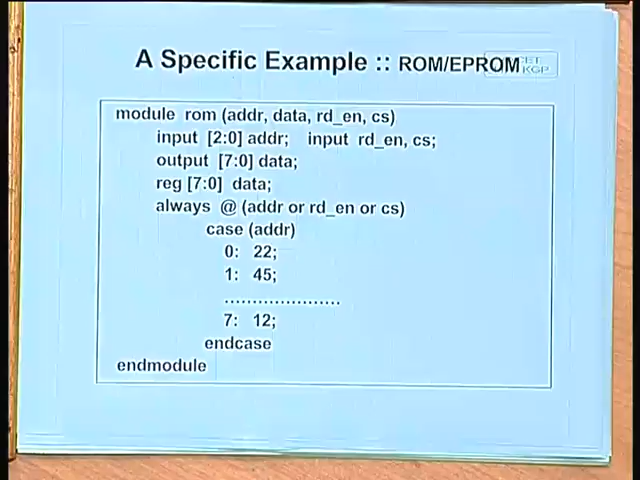 A Specific Example :: ROM/EPROM
module rom (addr, data, rd_en, cs)
input [2:0] addr; input rd_en, cs;
output [7:0] data;
reg [7:0] data;
always @ (addr or rd_en or cs)
case (addr)
0: 22;
1: 45;
.....................
7: 12;
endcase
endmodule